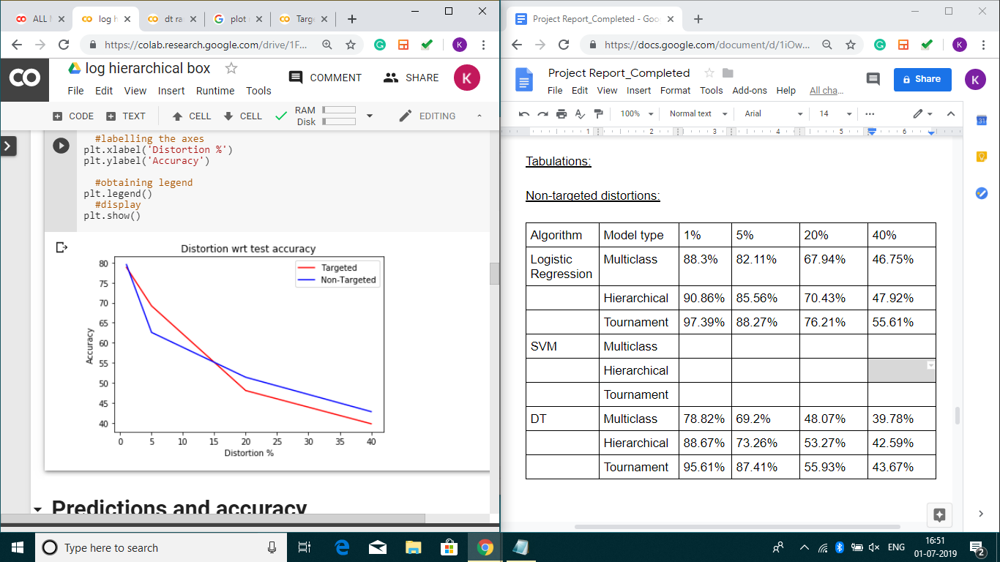 ALL
log h
dt ra
plot
Targe
https://colab.research.google.com/drive/1F...
K
CO
log hierarchical box
COMMENT
SHARE
K
File Edit View Insert Runtime Tools
CODE
TEXT
CELL
CELL
RAM
Disk
EDITING
#labelling the axes
plt.xlabel('Distortion %')
plt.ylabel('Accuracy')
#obtaining legend
plt.legend()
#display
plt.show()
Distortion wrt test accuracy
Targeted
Non-Targeted
80
75
70
65
60
55
50
45
40
Accuracy
0 5 10 15 20 25 30 35 40
Distortion %
Predictions and accuracy
Project Report_Completed - Goo
https://docs.google.com/document/d/1iOw...
K
Project Report_Completed
Share
K
File Edit View Insert Format Tools Add-ons Help All cha...
100% Normal text Arial 14
1 2 3 4 5 6
31
Tabulations:
Non-targeted distortions:
Algorithm Model type 1% 5% 20% 40%
Logistic Multiclass 88.3% 82.11% 67.94% 46.75%
Regression
Hierarchical 90.86% 85.56% 70.43% 47.92%
Tournament 97.39% 88.27% 76.21% 55.61%
SVM Multiclass
Hierarchical
Tournament
DT Multiclass 78.82% 69.2% 48.07% 39.78%
Hierarchical 88.67% 73.26% 53.27% 42.59%
Tournament 95.61% 87.41% 55.93% 43.67%
Type here to search
ENG
16:51
01-07-2019
2